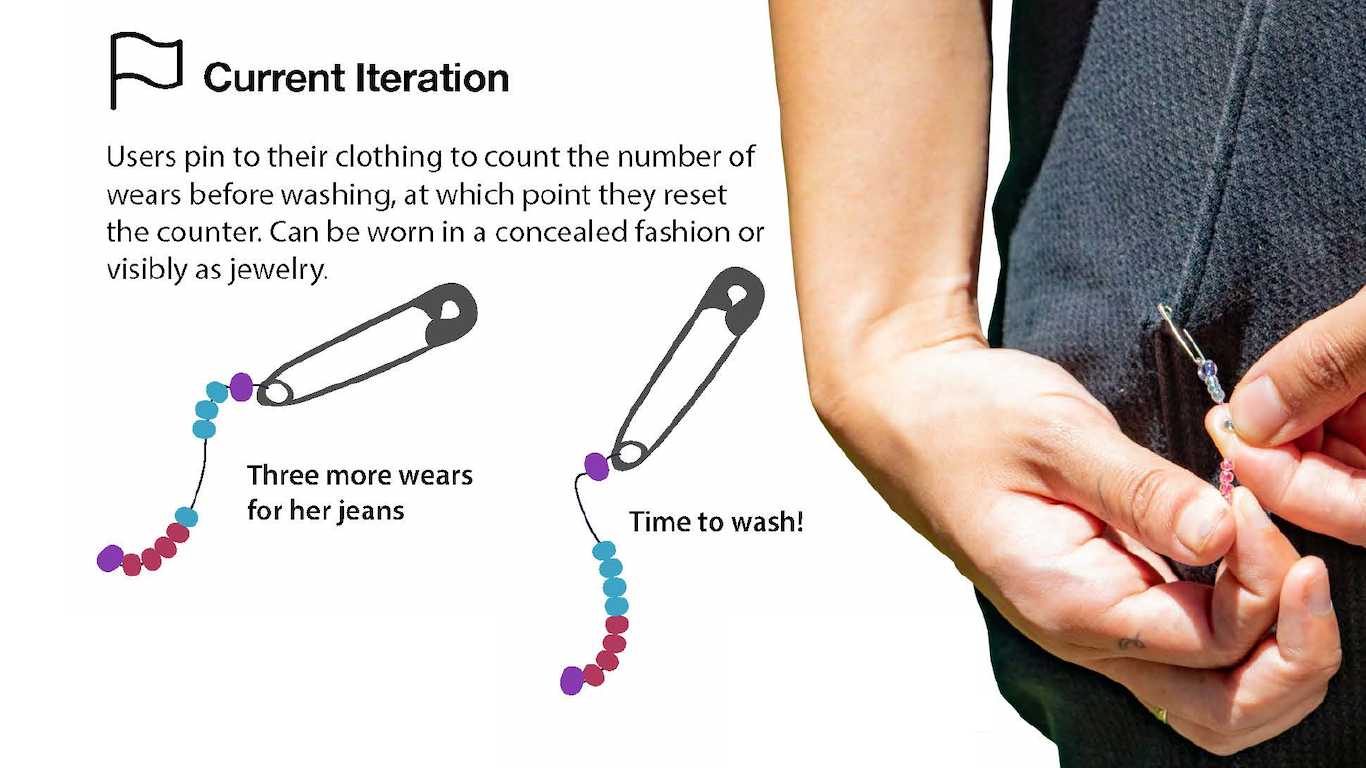 Current Iteration
Users pin to their clothing to count the number of
wears before washing, at which point they reset
the counter. Can be worn in a concealed fashion or
visibly as jewelry.
Three more wears
for her jeans
Time to wash!